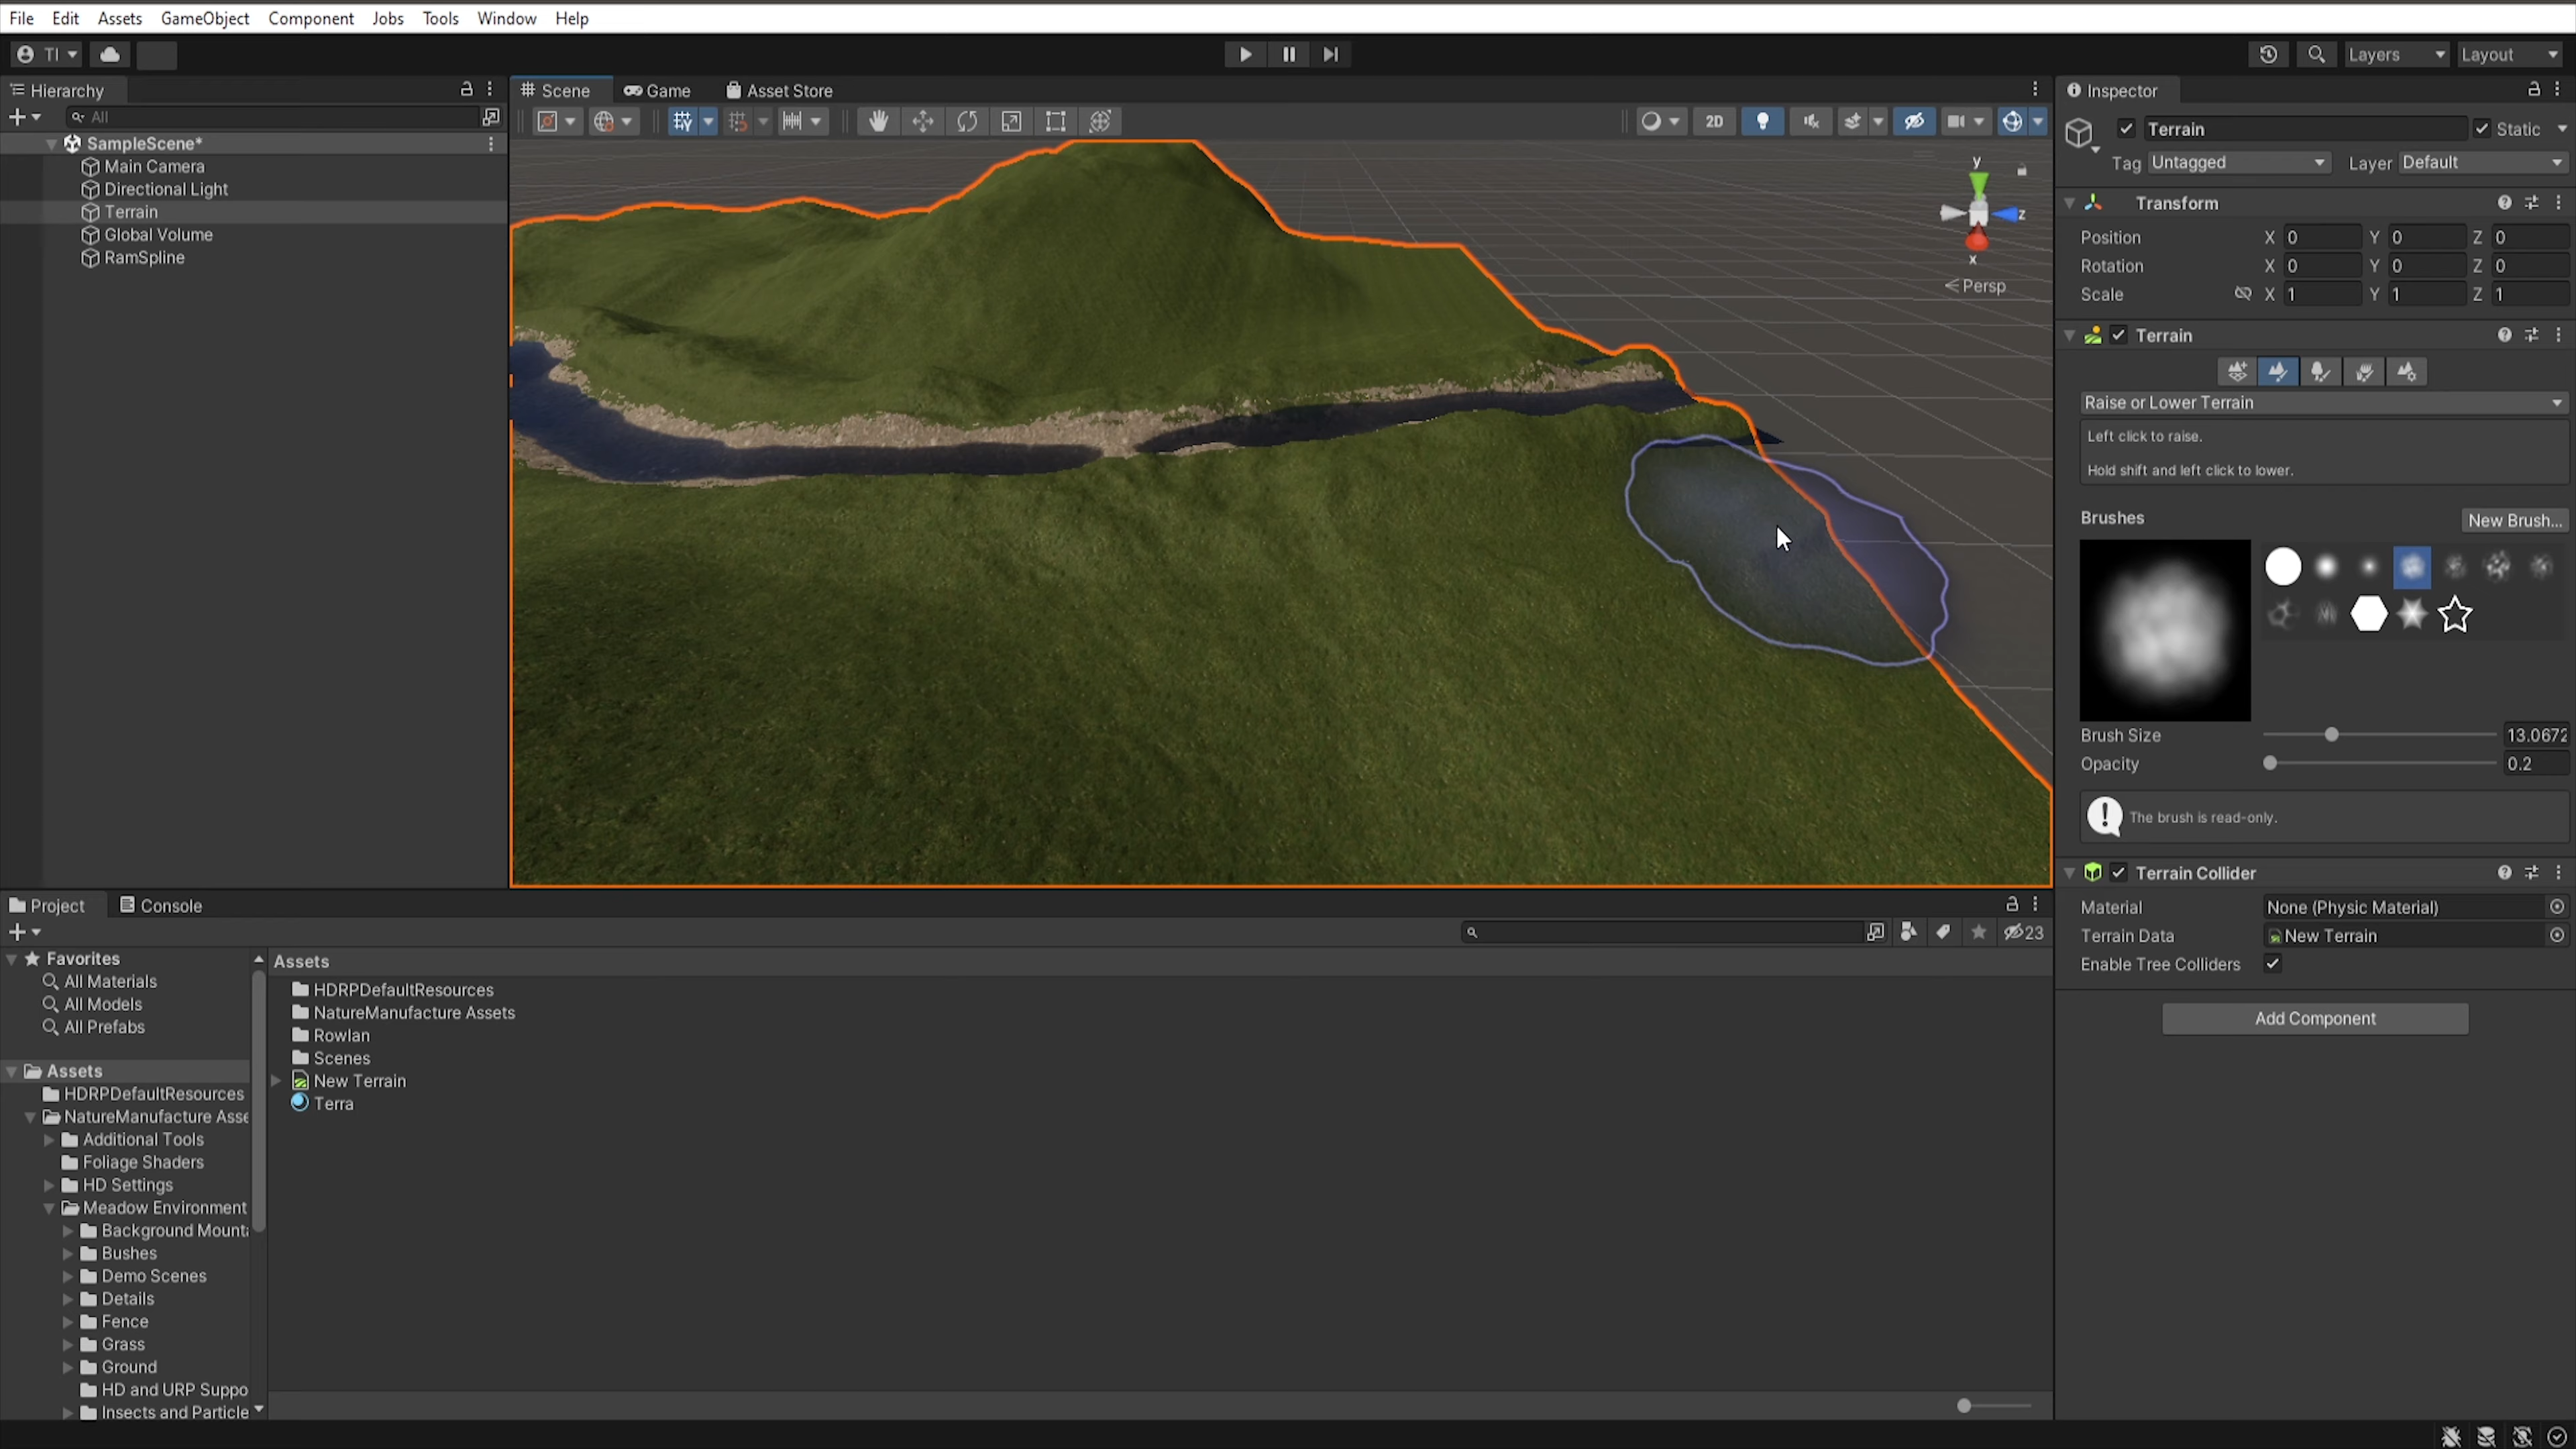 File Edit Assets GameObject Component Jobs Tools Window Help
TI
Layers Layout
Hierarchy
All
SampleScene*
Main Camera
Directional Light
Terrain
Global Volume
RamSpline
Scene Game Asset Store
2D
y
z
x
< Persp
Inspector
Terrain Static
Tag Untagged Layer Default
Transform
Position X 0 Y 0 Z 0
Rotation X 0 Y 0 Z 0
Scale X 1 Y 1 Z 1
Terrain
Raise or Lower Terrain
Left click to raise.
Hold shift and left click to lower.
Brushes New Brush...
Brush Size 13.0672
Opacity 0.2
The brush is read-only.
Terrain Collider
Material None (Physic Material)
Terrain Data New Terrain
Enable Tree Colliders
Add Component
Project Console
23
Favorites
All Materials
All Models
All Prefabs
Assets
HDRPDefaultResources
NatureManufacture Asse
Additional Tools
Foliage Shaders
HD Settings
Meadow Environment
Background Mounta
Bushes
Demo Scenes
Details
Fence
Grass
Ground
HD and URP Suppo
Insects and Particle
Assets
HDRPDefaultResources
NatureManufacture Assets
Rowlan
Scenes
New Terrain
Terra